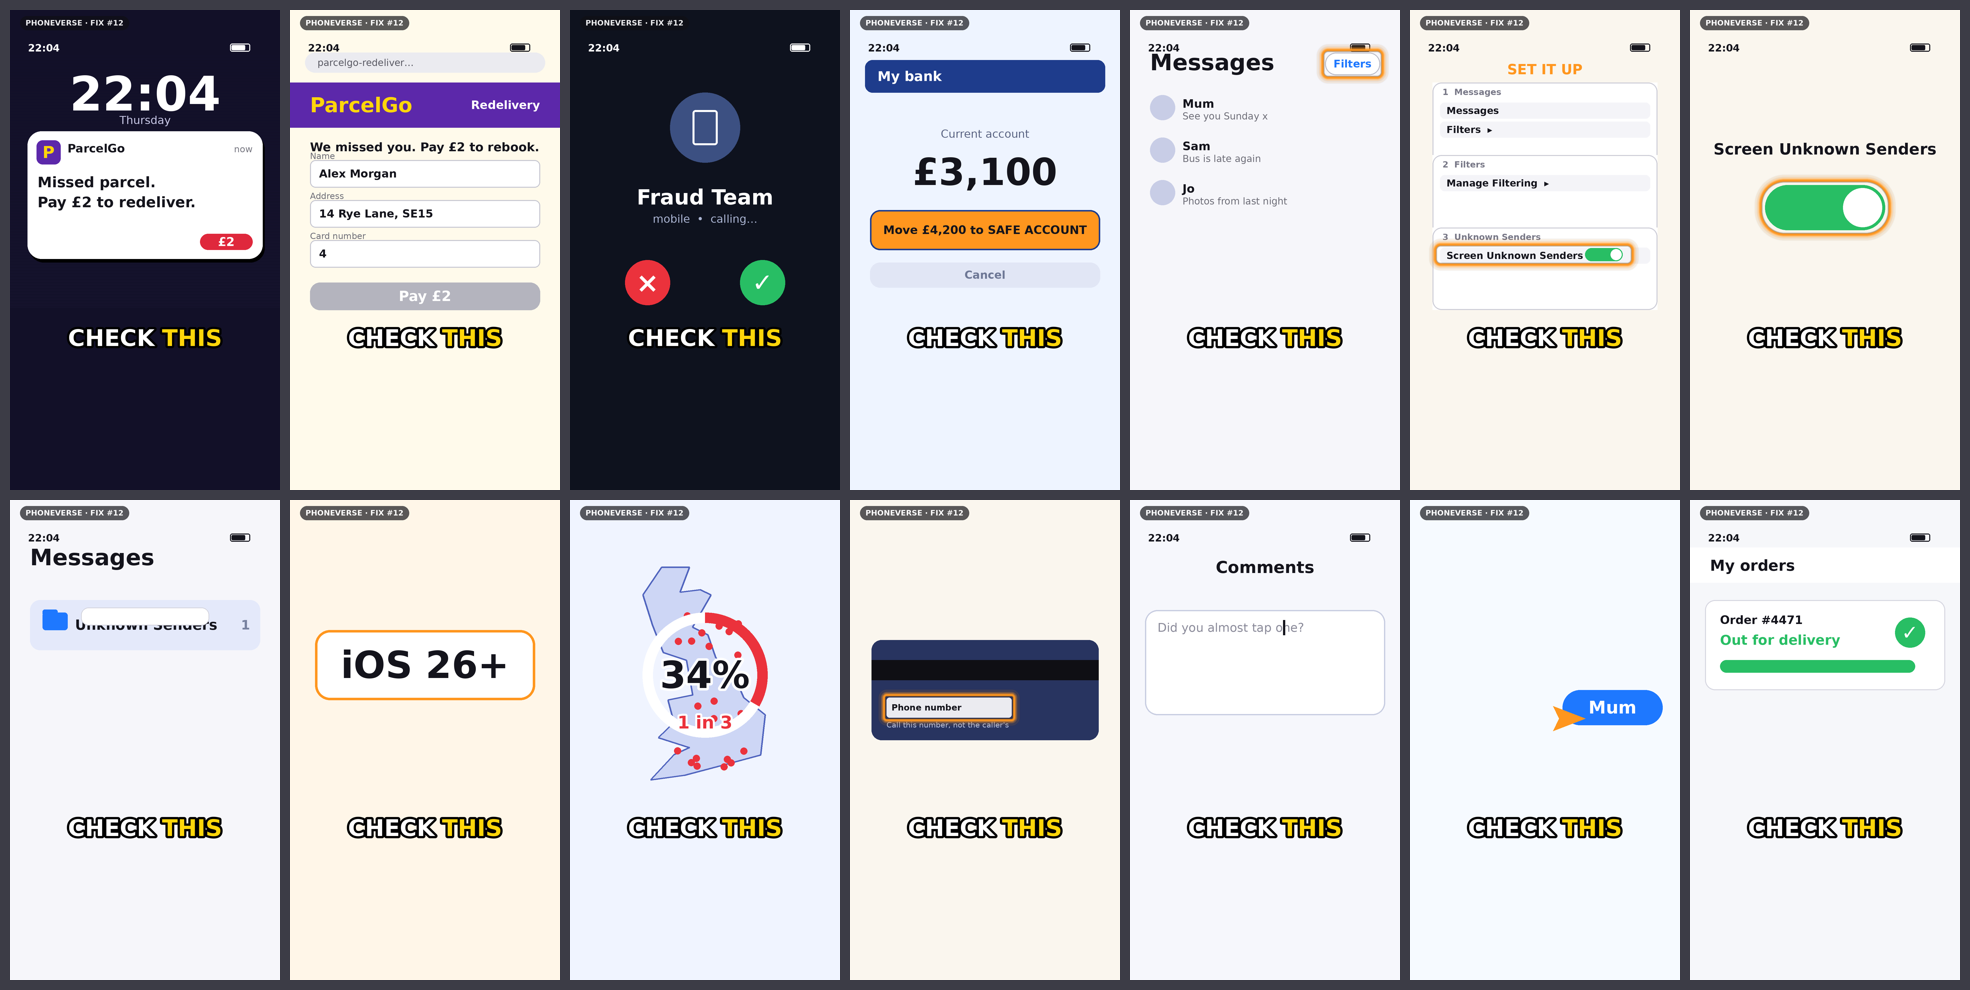 PHONEVERSE · FIX #12
22:04
22:04
Thursday
P
ParcelGo
now
Missed parcel.
Pay £2 to redeliver.
£2
CHECK THIS
PHONEVERSE · FIX #12
22:04
parcelgo-redeliver...
ParcelGo
Redelivery
We missed you. Pay £2 to rebook.
Name
Alex Morgan
Address
14 Rye Lane, SE15
Card number
4
Pay £2
CHECK THIS
PHONEVERSE · FIX #12
22:04
Fraud Team
mobile • calling...
CHECK THIS
PHONEVERSE · FIX #12
22:04
My bank
Current account
£3,100
Move £4,200 to SAFE ACCOUNT
Cancel
CHECK THIS
PHONEVERSE · FIX #12
22:04
Messages
Filters
Mum
See you Sunday x
Sam
Bus is late again
Jo
Photos from last night
CHECK THIS
PHONEVERSE · FIX #12
22:04
SET IT UP
1 Messages
Messages
Filters ▸
2 Filters
Manage Filtering ▸
3 Unknown Senders
Screen Unknown Senders
CHECK THIS
PHONEVERSE · FIX #12
22:04
Screen Unknown Senders
CHECK THIS
PHONEVERSE · FIX #12
22:04
Messages
Unknown Senders
1
CHECK THIS
PHONEVERSE · FIX #12
iOS 26+
CHECK THIS
PHONEVERSE · FIX #12
34%
1 in 3
CHECK THIS
PHONEVERSE · FIX #12
Phone number
Call this number, not the caller's
CHECK THIS
PHONEVERSE · FIX #12
22:04
Comments
Did you almost tap one?
CHECK THIS
PHONEVERSE · FIX #12
Mum
CHECK THIS
PHONEVERSE · FIX #12
22:04
My orders
Order #4471
Out for delivery
CHECK THIS